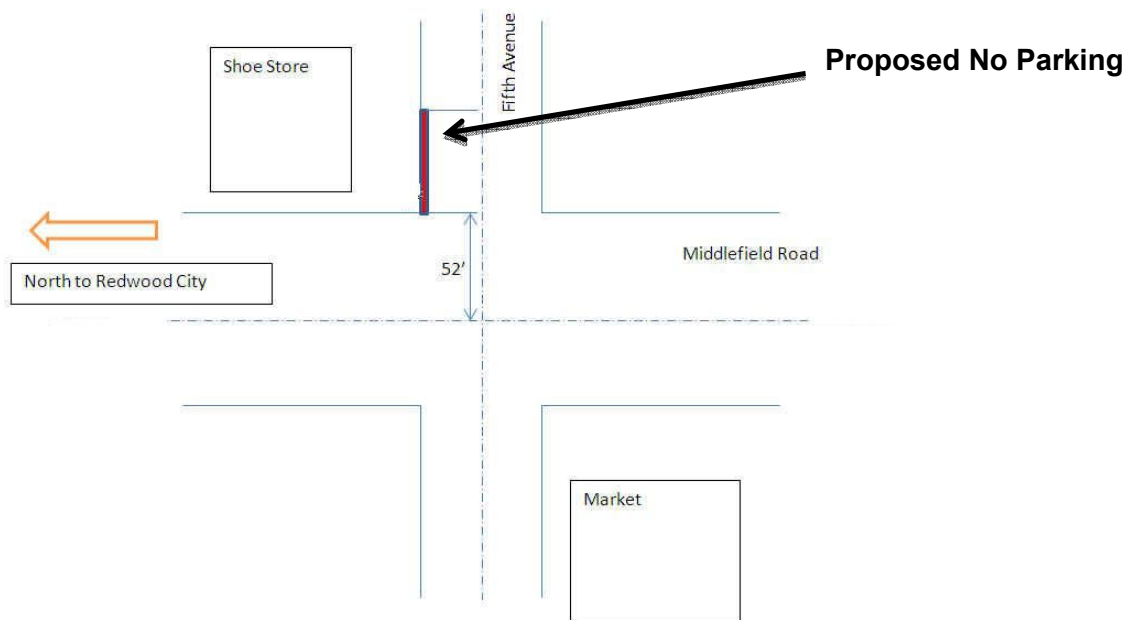 Fifth Avenue
Proposed No Parking
Shoe Store
Middlefield Road
52'
North to Redwood City
Market